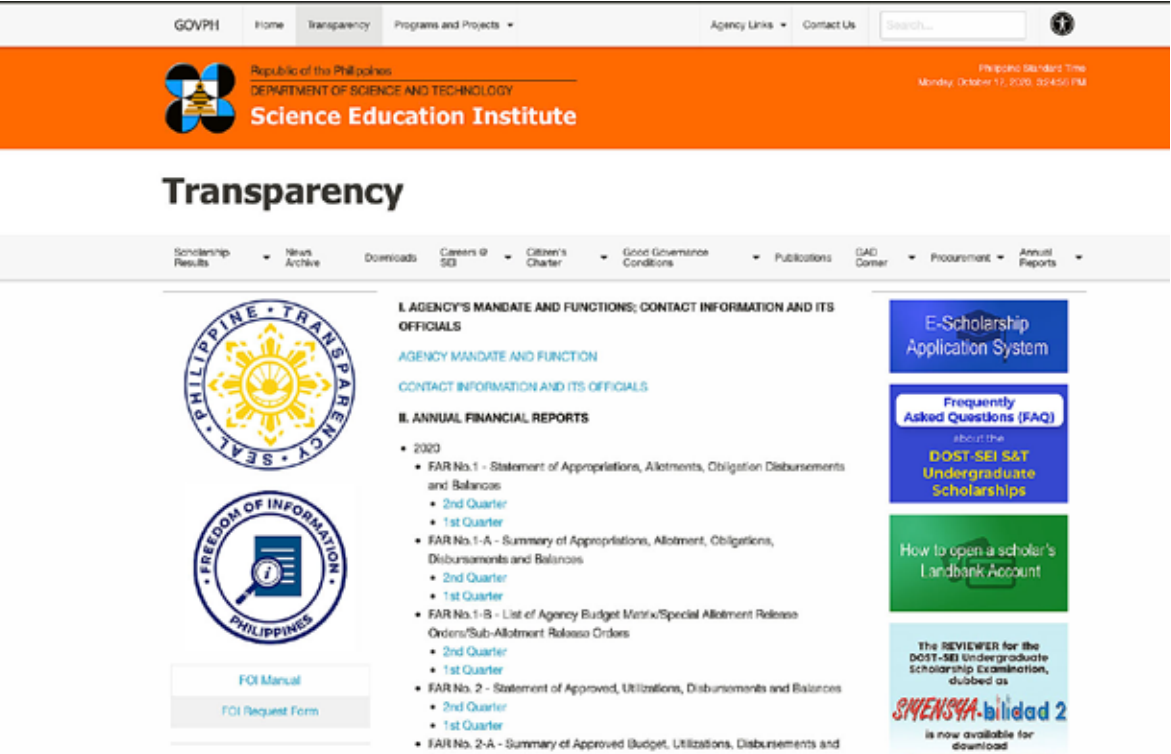 GOVPH Home Transparency Programs and Projects Agency Links Contact Us Search...
Republic of the Philippines
DEPARTMENT OF SCIENCE AND TECHNOLOGY
Science Education Institute
Philippine Standard Time
Monday, October 2020,
Transparency
Scholarship Results
News Archive
Downloads
Careers @ SEI
Citizen's Charter
Good Governance Conditions
Publications
GAD Corner
Procurement
Annual Reports
PHILIPPINE • TRANSPARENCY SEAL •
FREEDOM OF INFORMATION • PHILIPPINES •
FOI Manual
FOI Request Form
I. AGENCY'S MANDATE AND FUNCTIONS; CONTACT INFORMATION AND ITS
OFFICIALS
AGENCY MANDATE AND FUNCTION
CONTACT INFORMATION AND ITS OFFICIALS
II. ANNUAL FINANCIAL REPORTS
• 2020
• FAR No.1 - Statement of Appropriations, Allotments, Obligation Disbursements
and Balances
• 2nd Quarter
• 1st Quarter
• FAR No.1-A - Summary of Appropriations, Allotment, Obligations,
Disbursements and Balances
• 2nd Quarter
• 1st Quarter
• FAR No.1-B - List of Agency Budget Matrix/Special Allotment Release
Orders/Sub-Allotment Release Orders
• 2nd Quarter
• 1st Quarter
• FAR No. 2 - Statement of Approved, Utilizations, Disbursements and Balances
• 2nd Quarter
• 1st Quarter
• FAR No. 2-A - Summary of Approved Budget, Utilizations, Disbursements and
E-Scholarship
Application System
Frequently
Asked Questions (FAQ)
about the
DOST-SEI S&T
Undergraduate
Scholarships
How to open a scholar's
Landbank Account
The REVIEWER for the
DOST-SEI Undergraduate
Scholarship Examination,
dubbed as
SIYENSYA-bilidad 2
is now available for
download